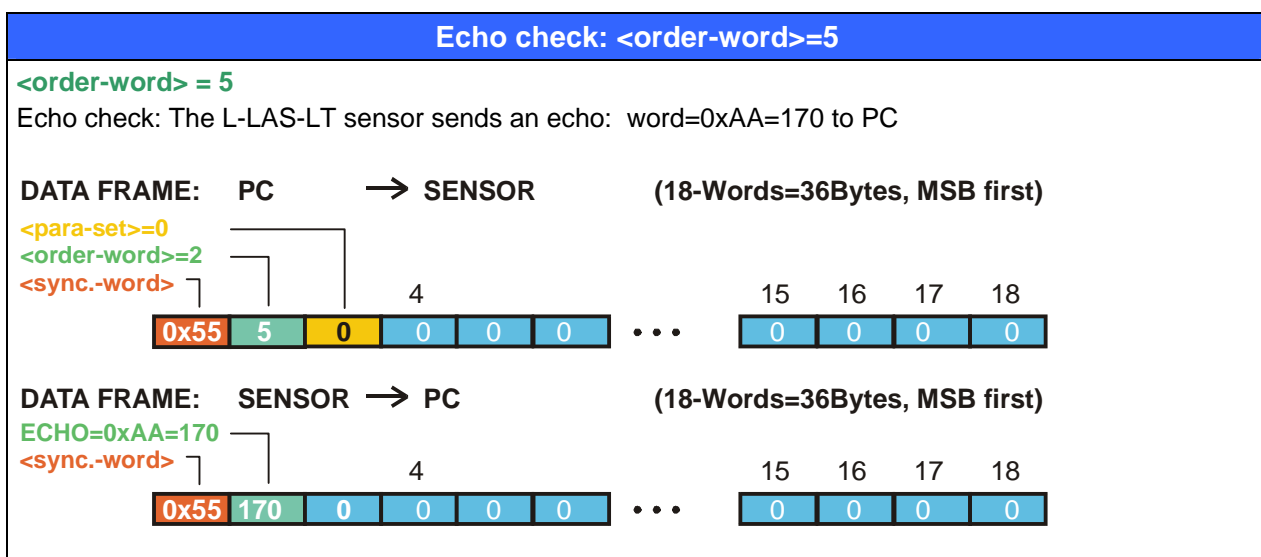 Echo check: <order-word>=5
<order-word> = 5
Echo check: The L-LAS-LT sensor sends an echo: word=0xAA=170 to PC
DATA FRAME: PC → SENSOR (18-Words=36Bytes, MSB first)
<para-set>=0
<order-word>=2
<sync.-word>
4 15 16 17 18
0x55 5 0 0 0 0 • • • 0 0 0 0
DATA FRAME: SENSOR → PC (18-Words=36Bytes, MSB first)
ECHO=0xAA=170
<sync.-word>
4 15 16 17 18
0x55 170 0 0 0 0 • • • 0 0 0 0